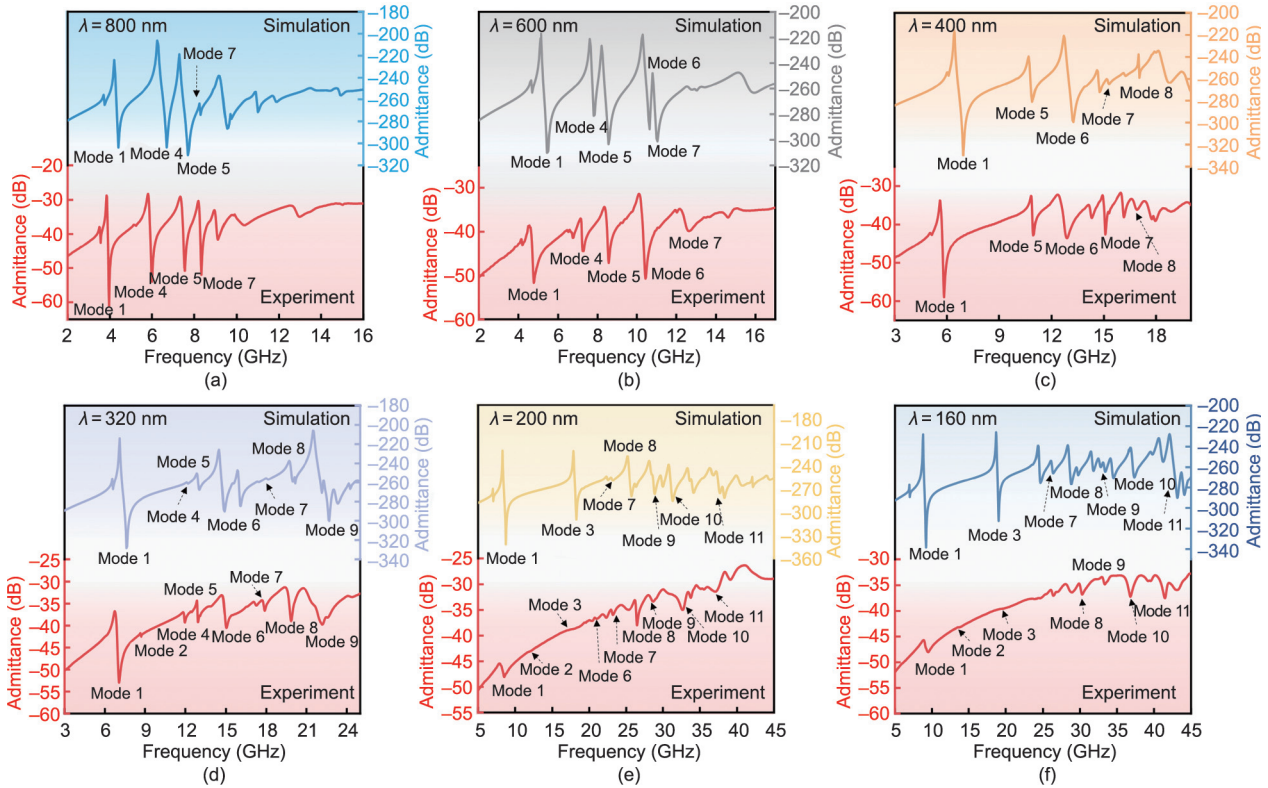 λ = 800 nm Simulation
Mode 7
Mode 1
Mode 4
Mode 5
–180
–200
–220
–240
–260
–280
–300
–320
Admittance (dB)
–20
–30
–40
–50
–60
Admittance (dB)
Mode 5
Mode 7
Mode 4
Mode 1
Experiment
2 4 6 8 10 12 14 16
Frequency (GHz)
(a)
λ = 600 nm Simulation
Mode 6
Mode 4
Mode 1
Mode 5
Mode 7
–200
–220
–240
–260
–280
–300
–320
Admittance (dB)
–30
–40
–50
–60
Admittance (dB)
Mode 7
Mode 4
Mode 5
Mode 6
Mode 1
Experiment
2 4 6 8 10 12 14 16
Frequency (GHz)
(b)
λ = 400 nm Simulation
Mode 8
Mode 5
Mode 7
Mode 6
Mode 1
–200
–220
–240
–260
–280
–300
–320
–340
Admittance (dB)
–30
–40
–50
–60
Admittance (dB)
Mode 5
Mode 6
Mode 7
Mode 8
Mode 1
Experiment
3 6 9 12 15 18
Frequency (GHz)
(c)
λ = 320 nm Simulation
Mode 8
Mode 5
Mode 4
Mode 6
Mode 7
Mode 9
Mode 1
–180
–200
–220
–240
–260
–280
–300
–320
–340
Admittance (dB)
–25
–30
–35
–40
–45
–50
–55
–60
Admittance (dB)
Mode 7
Mode 5
Mode 4
Mode 6
Mode 8
Mode 2
Mode 9
Mode 1
Experiment
3 6 9 12 15 18 21 24
Frequency (GHz)
(d)
λ = 200 nm Simulation
Mode 8
Mode 7
Mode 3
Mode 10
Mode 9
Mode 11
Mode 1
–180
–210
–240
–270
–300
–330
–360
Admittance (dB)
–25
–30
–35
–40
–45
–50
–55
Admittance (dB)
Mode 3
Mode 11
Mode 9
Mode 8
Mode 10
Mode 7
Mode 2
Mode 6
Mode 1
Experiment
5 10 15 20 25 30 35 40 45
Frequency (GHz)
(e)
λ = 160 nm Simulation
Mode 10
Mode 8
Mode 9
Mode 7
Mode 3
Mode 11
Mode 1
–200
–220
–240
–260
–280
–300
–320
–340
Admittance (dB)
–30
–35
–40
–45
–50
–55
–60
Admittance (dB)
Mode 9
Mode 11
Mode 8
Mode 3
Mode 10
Mode 2
Mode 1
Experiment
5 10 15 20 25 30 35 40 45
Frequency (GHz)
(f)